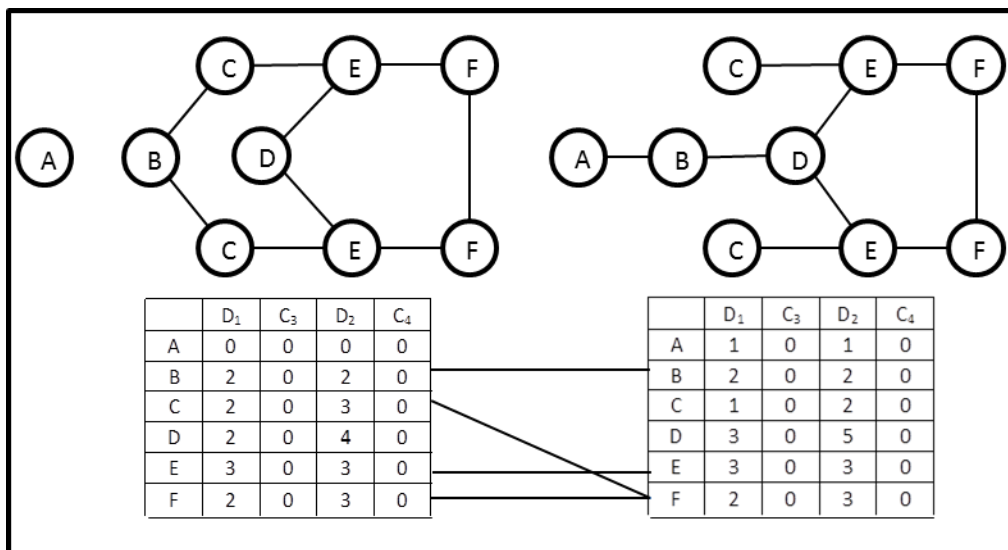 C E F C E F
A B D A B D
C E F C E F
D₁ C₃ D₂ C₄
A 0 0 0 0
B 2 0 2 0
C 2 0 3 0
D 2 0 4 0
E 3 0 3 0
F 2 0 3 0
D₁ C₃ D₂ C₄
A 1 0 1 0
B 2 0 2 0
C 1 0 2 0
D 3 0 5 0
E 3 0 3 0
F 2 0 3 0